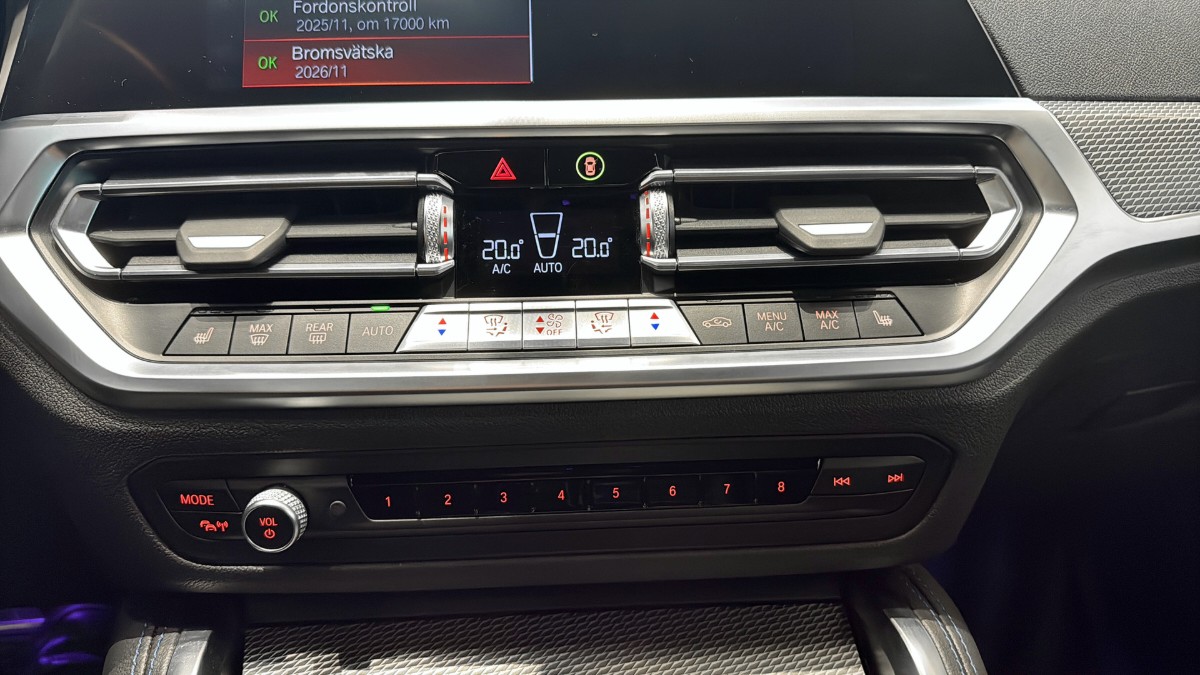 OK Fordonskontroll
2025/11, om 17000 km
OK Bromsvätska
2026/11
20.0° 20.0°
A/C AUTO
MAX REAR AUTO OFF MENU A/C MAX A/C
MODE
VOL
1 2 3 4 5 6 7 8